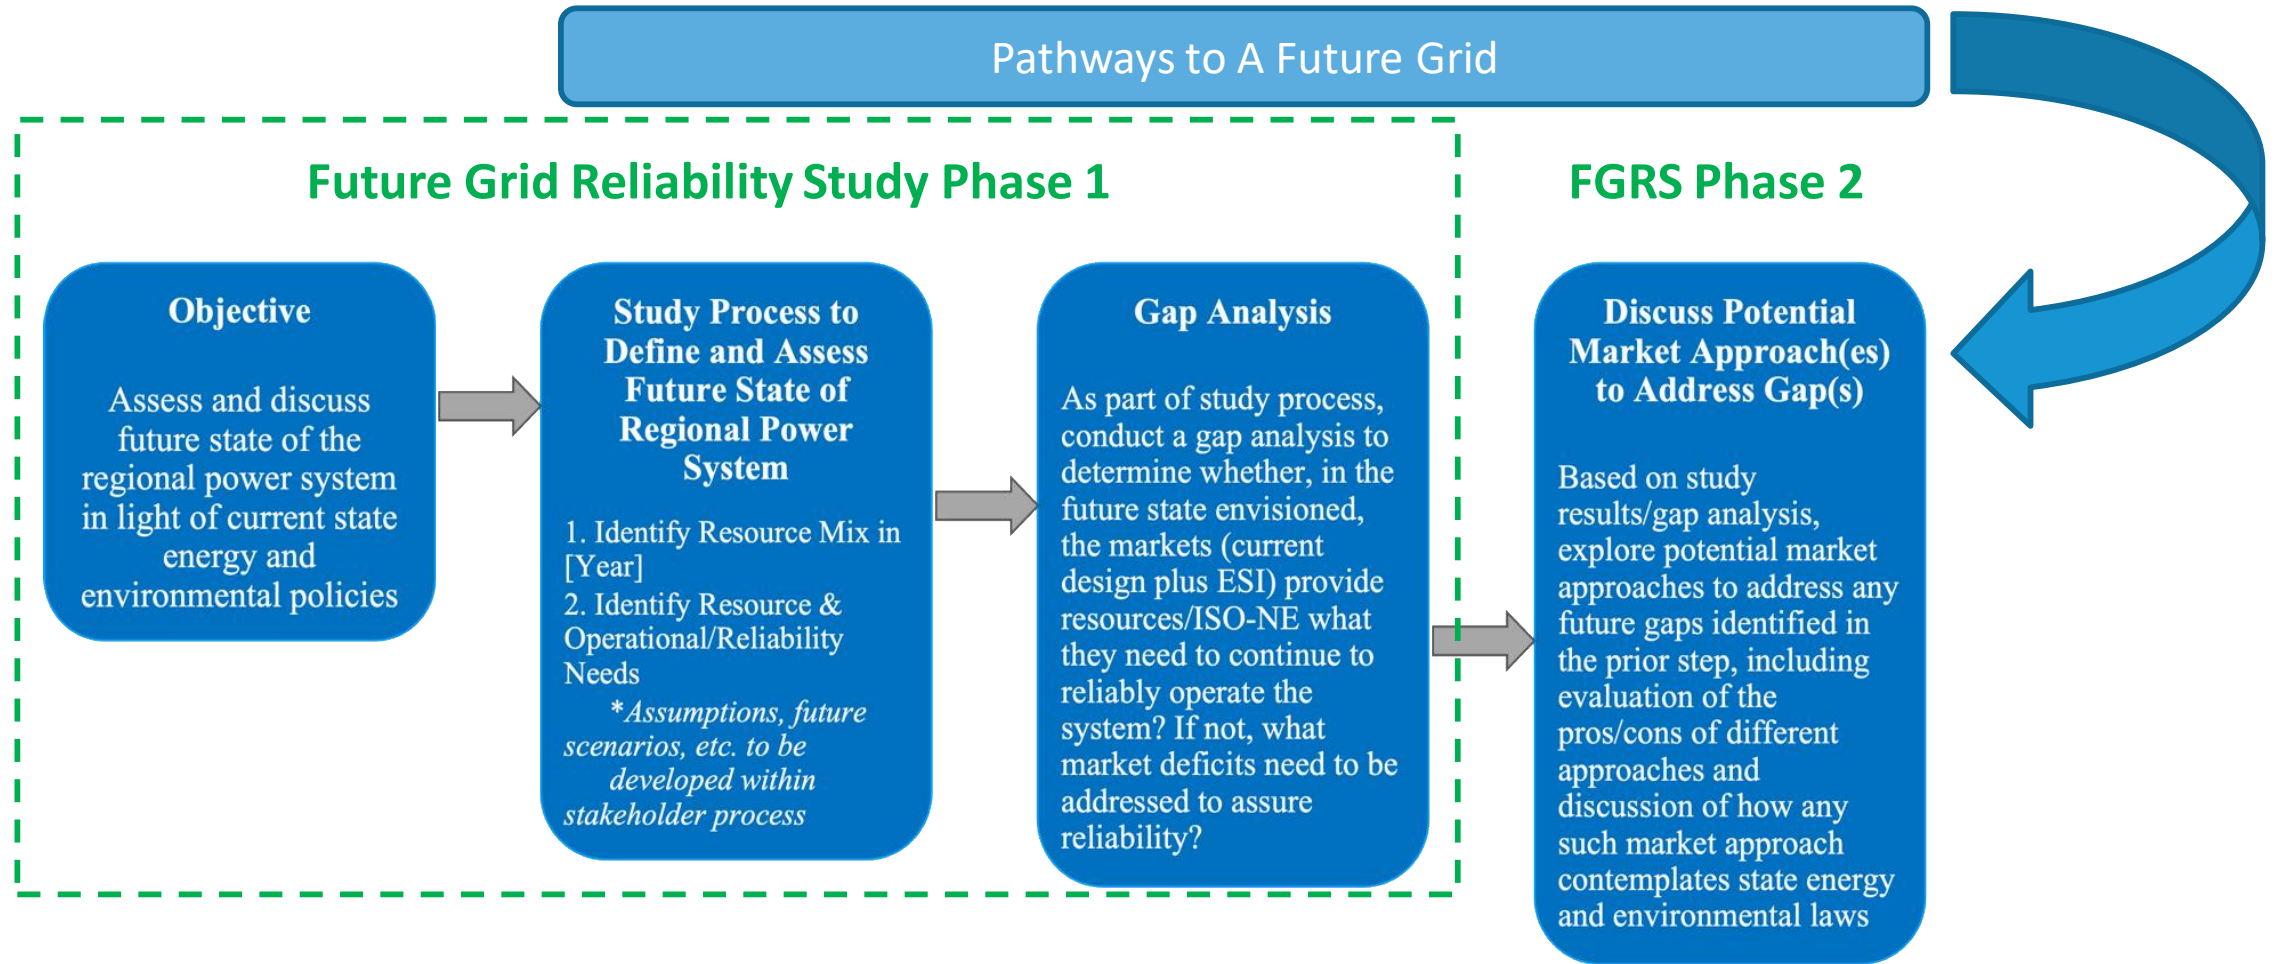 Pathways to A Future Grid
Future Grid Reliability Study Phase 1
FGRS Phase 2
Objective
Assess and discuss
future state of the
regional power system
in light of current state
energy and
environmental policies
Study Process to
Define and Assess
Future State of
Regional Power
System
1. Identify Resource Mix in
[Year]
2. Identify Resource &
Operational/Reliability
Needs
*Assumptions, future
scenarios, etc. to be
developed within
stakeholder process
Gap Analysis
As part of study process,
conduct a gap analysis to
determine whether, in the
future state envisioned,
the markets (current
design plus ESI) provide
resources/ISO-NE what
they need to continue to
reliably operate the
system? If not, what
market deficits need to be
addressed to assure
reliability?
Discuss Potential
Market Approach(es)
to Address Gap(s)
Based on study
results/gap analysis,
explore potential market
approaches to address any
future gaps identified in
the prior step, including
evaluation of the
pros/cons of different
approaches and
discussion of how any
such market approach
contemplates state energy
and environmental laws